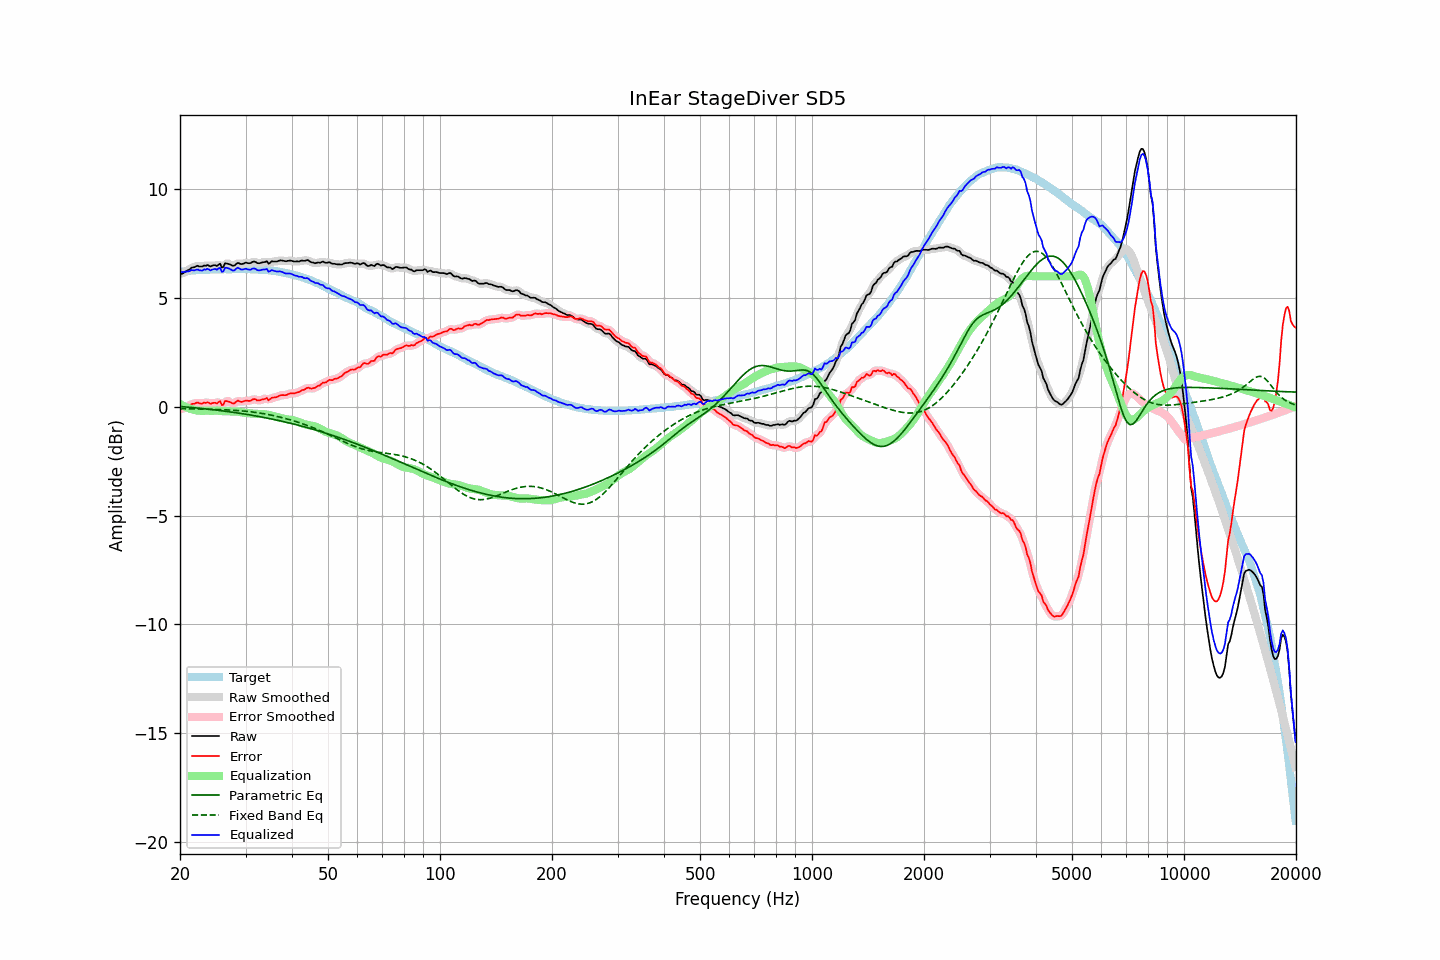 InEar StageDiver SD5
Amplitude (dBr)
10
5
0
−5
−10
−15
−20
Target
Raw Smoothed
Error Smoothed
Raw
Error
Equalization
Parametric Eq
Fixed Band Eq
Equalized
20 50 100 200 500 1000 2000 5000 10000 20000
Frequency (Hz)